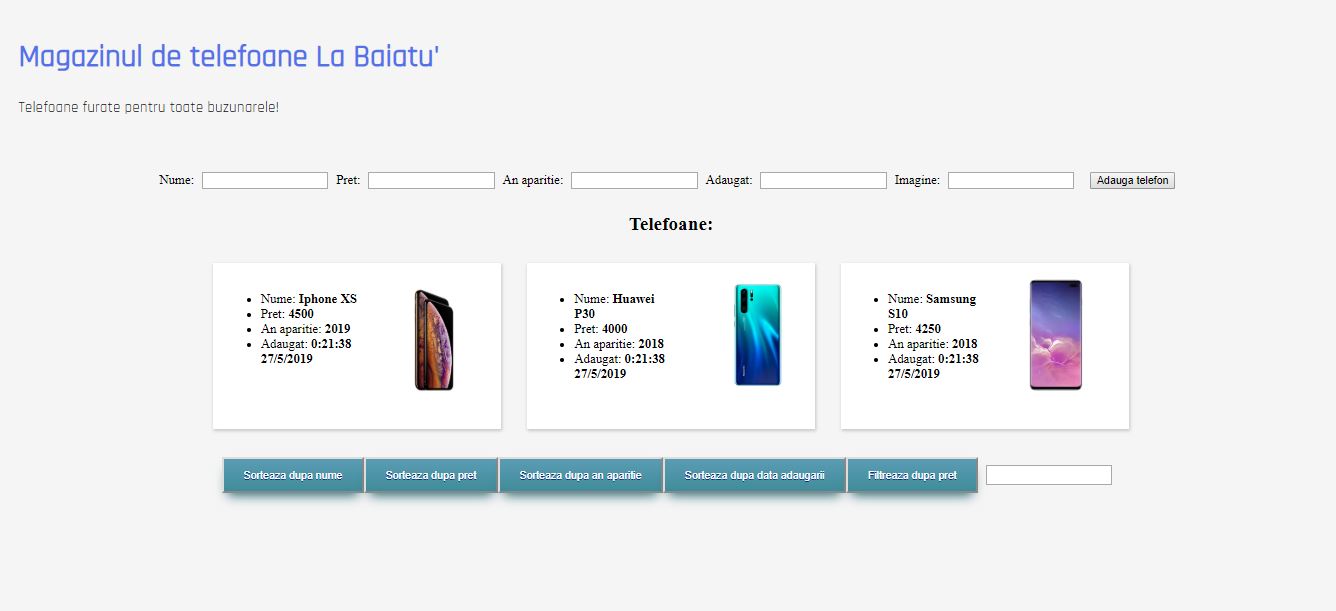 Magazinul de telefoane La Baiatu'
Telefoane furate pentru toate buzunarele!
Nume: Pret: An aparitie: Adaugat: Imagine: Adauga telefon
Telefoane:
Nume: Iphone XS
Pret: 4500
An aparitie: 2019
Adaugat: 0:21:38
27/5/2019
Nume: Huawei
P30
Pret: 4000
An aparitie: 2018
Adaugat: 0:21:38
27/5/2019
Nume: Samsung
S10
Pret: 4250
An aparitie: 2018
Adaugat: 0:21:38
27/5/2019
Sorteaza dupa nume Sorteaza dupa pret Sorteaza dupa an aparitie Sorteaza dupa data adaugarii Filtreaza dupa pret